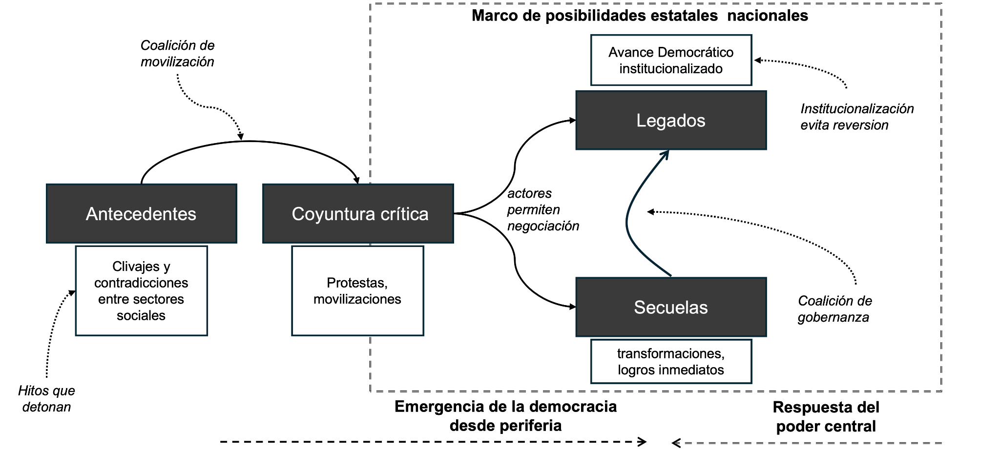 Marco de posibilidades estatales  nacionales
Coalición de
movilización
Avance Democrático
institucionalizado
Legados
Institucionalización
evita reversion
Antecedentes
Coyuntura crítica
actores
permiten
negociación
Clivajes y
contradicciones
entre sectores
sociales
Protestas,
movilizaciones
Secuelas
Coalición de
gobernanza
transformaciones,
logros inmediatos
Hitos que
detonan
Emergencia de la democracia
desde periferia
Respuesta del
poder central